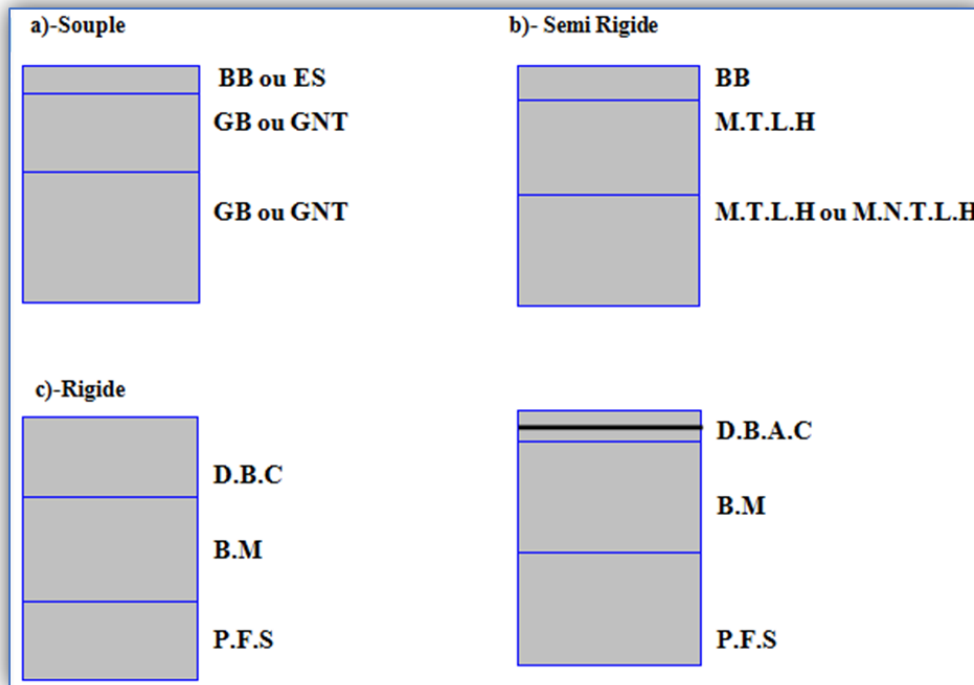 a)-Souple
BB ou ES
GB ou GNT
GB ou GNT
b)- Semi Rigide
BB
M.T.L.H
M.T.L.H ou M.N.T.L.H
c)-Rigide
D.B.C
B.M
P.F.S
D.B.A.C
B.M
P.F.S